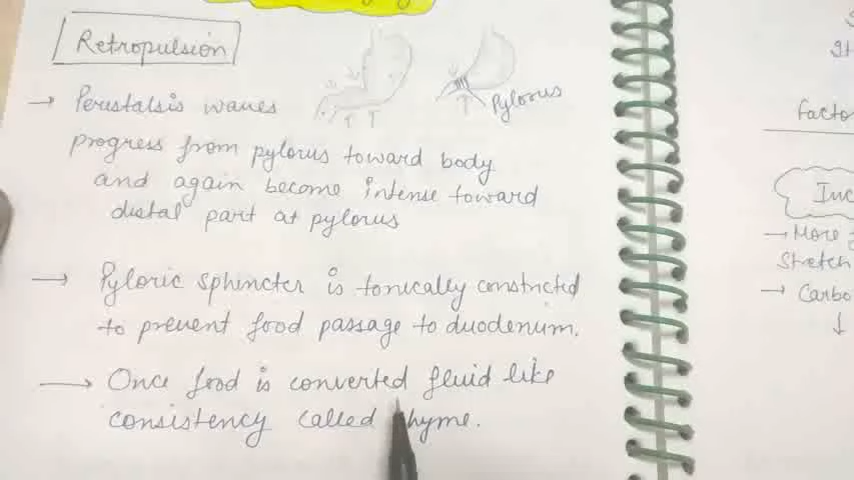 Retropulsion
Pylorus
→ Peristalsis waves
progress from pylorus toward body
and again become intense toward
distal part at pylorus
→ Pyloric sphincter is tonically constricted
to prevent food passage to duodenum.
→ Once food is converted fluid like
consistency called hyme.
Facto
Inc
→ More
Stretch
→ Carbo
↓